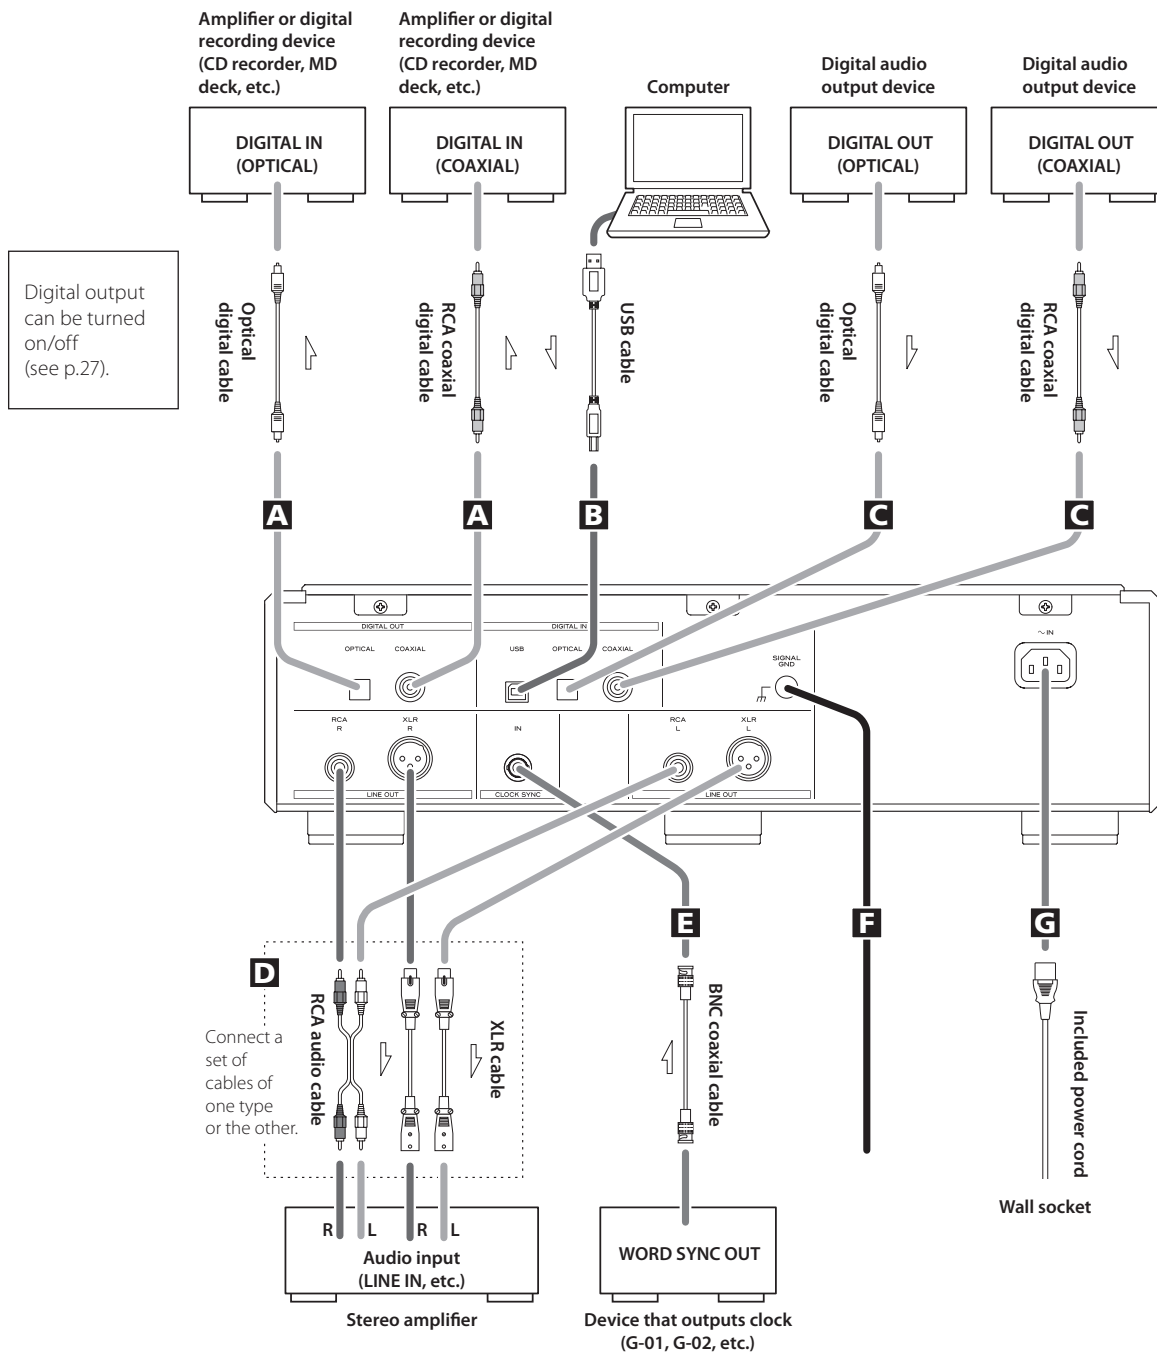 Amplifier or digital
recording device
(CD recorder, MD
deck, etc.)
Amplifier or digital
recording device
(CD recorder, MD
deck, etc.)
Computer
Digital audio
output device
Digital audio
output device
DIGITAL IN
(OPTICAL)
DIGITAL IN
(COAXIAL)
DIGITAL OUT
(OPTICAL)
DIGITAL OUT
(COAXIAL)
Digital output
can be turned
on/off
(see p.27).
Optical
digital cable
RCA coaxial
digital cable
USB cable
Optical
digital cable
RCA coaxial
digital cable
A
A
B
C
C
DIGITAL OUT
DIGITAL IN
OPTICAL
COAXIAL
USB
OPTICAL
COAXIAL
SIGNAL
GND
~ IN
RCA
R
XLR
R
IN
RCA
L
XLR
L
LINE OUT
CLOCK SYNC
LINE OUT
E
F
G
D
Connect a
set of
cables of
one type
or the other.
RCA audio cable
XLR cable
BNC coaxial cable
Included power cord
Wall socket
R
L
R
L
Audio input
(LINE IN, etc.)
Stereo amplifier
WORD SYNC OUT
Device that outputs clock
(G-01, G-02, etc.)